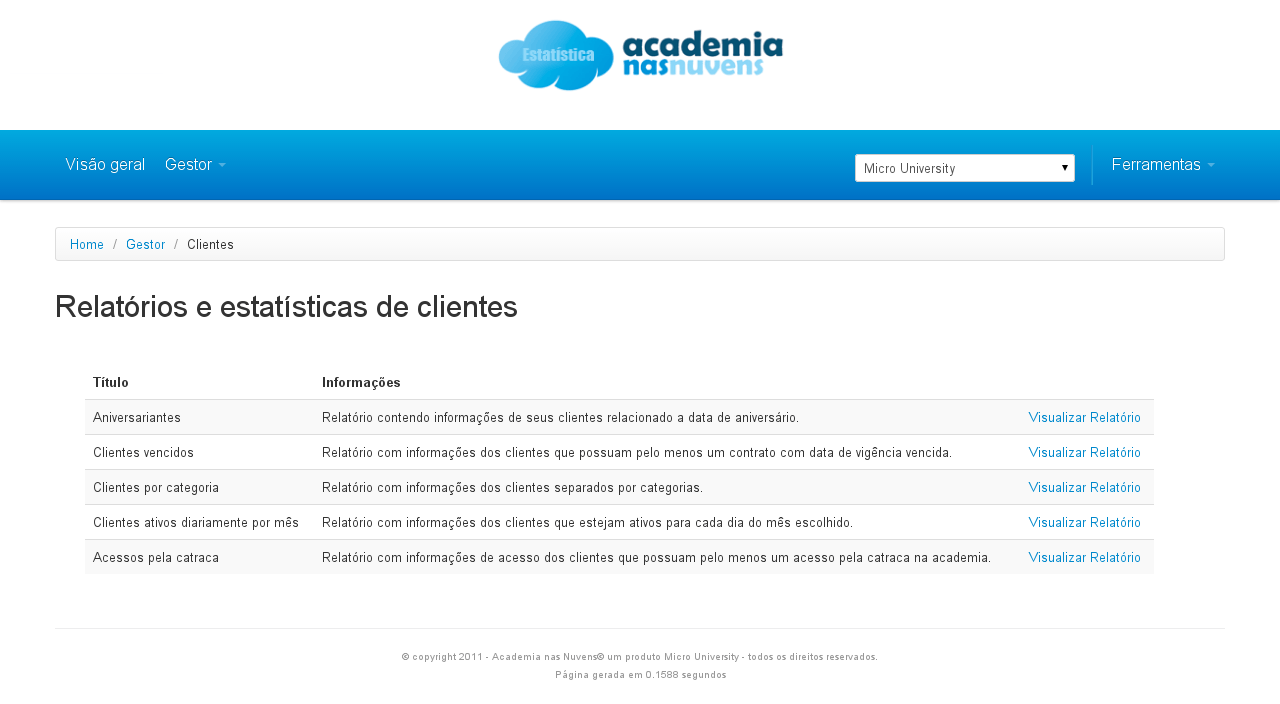 Estatística
academia
nasnuvens
Visão geral Gestor Micro University Ferramentas
Home / Gestor / Clientes
Relatórios e estatísticas de clientes
Título Informações
Aniversariantes Relatório contendo informações de seus clientes relacionado a data de aniversário. Visualizar Relatório
Clientes vencidos Relatório com informações dos clientes que possuam pelo menos um contrato com data de vigência vencida. Visualizar Relatório
Clientes por categoria Relatório com informações dos clientes separados por categorias. Visualizar Relatório
Clientes ativos diariamente por mês Relatório com informações dos clientes que estejam ativos para cada dia do mês escolhido. Visualizar Relatório
Acessos pela catraca Relatório com informações de acesso dos clientes que possuam pelo menos um acesso pela catraca na academia. Visualizar Relatório
© copyright 2011 - Academia nas Nuvens® um produto Micro University - todos os direitos reservados.
Página gerada em 0.1588 segundos